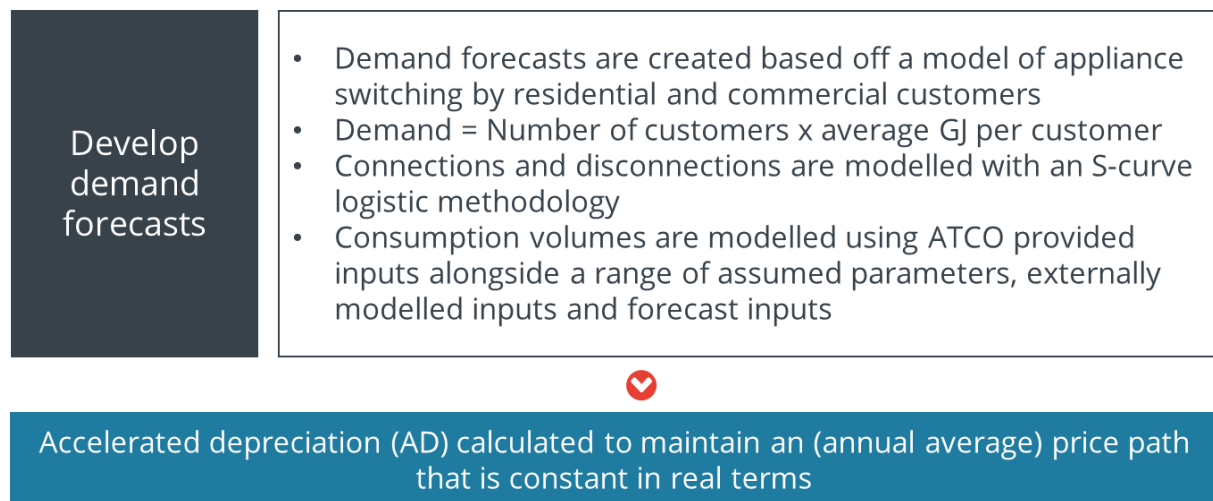 Develop
demand
forecasts
• Demand forecasts are created based off a model of appliance
switching by residential and commercial customers
• Demand = Number of customers x average GJ per customer
• Connections and disconnections are modelled with an S-curve
logistic methodology
• Consumption volumes are modelled using ATCO provided
inputs alongside a range of assumed parameters, externally
modelled inputs and forecast inputs
Accelerated depreciation (AD) calculated to maintain an (annual average) price path
that is constant in real terms